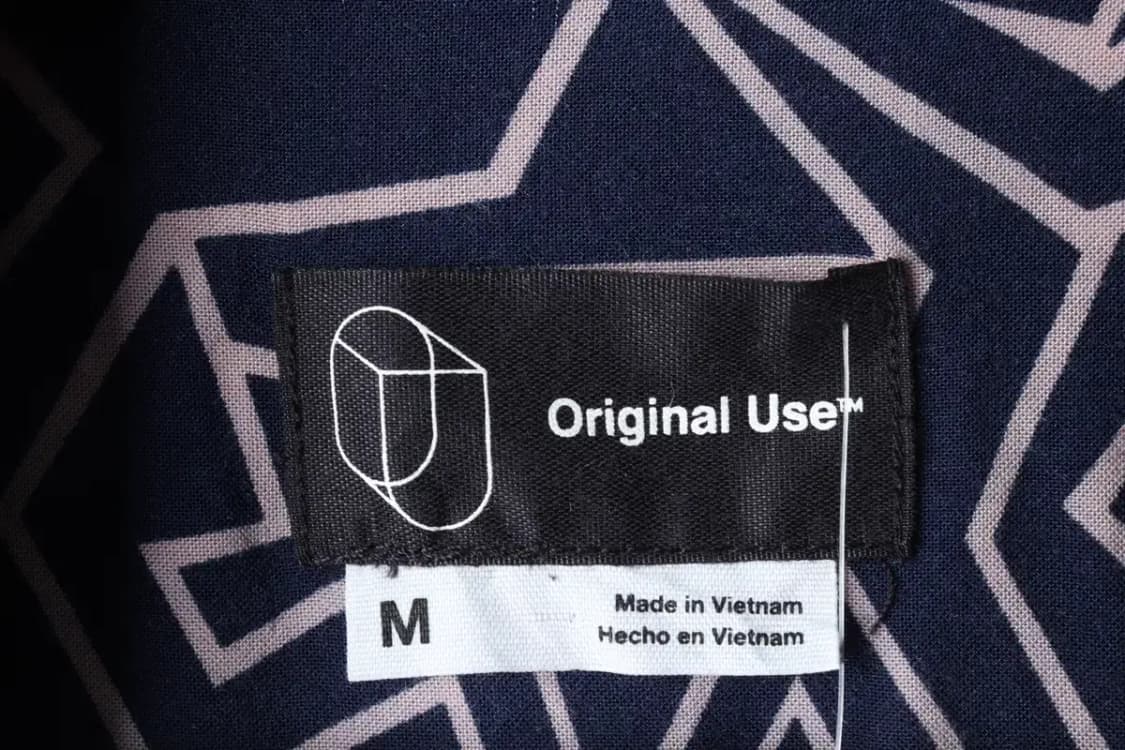 Original Use™
M
Made in Vietnam
Hecho en Vietnam